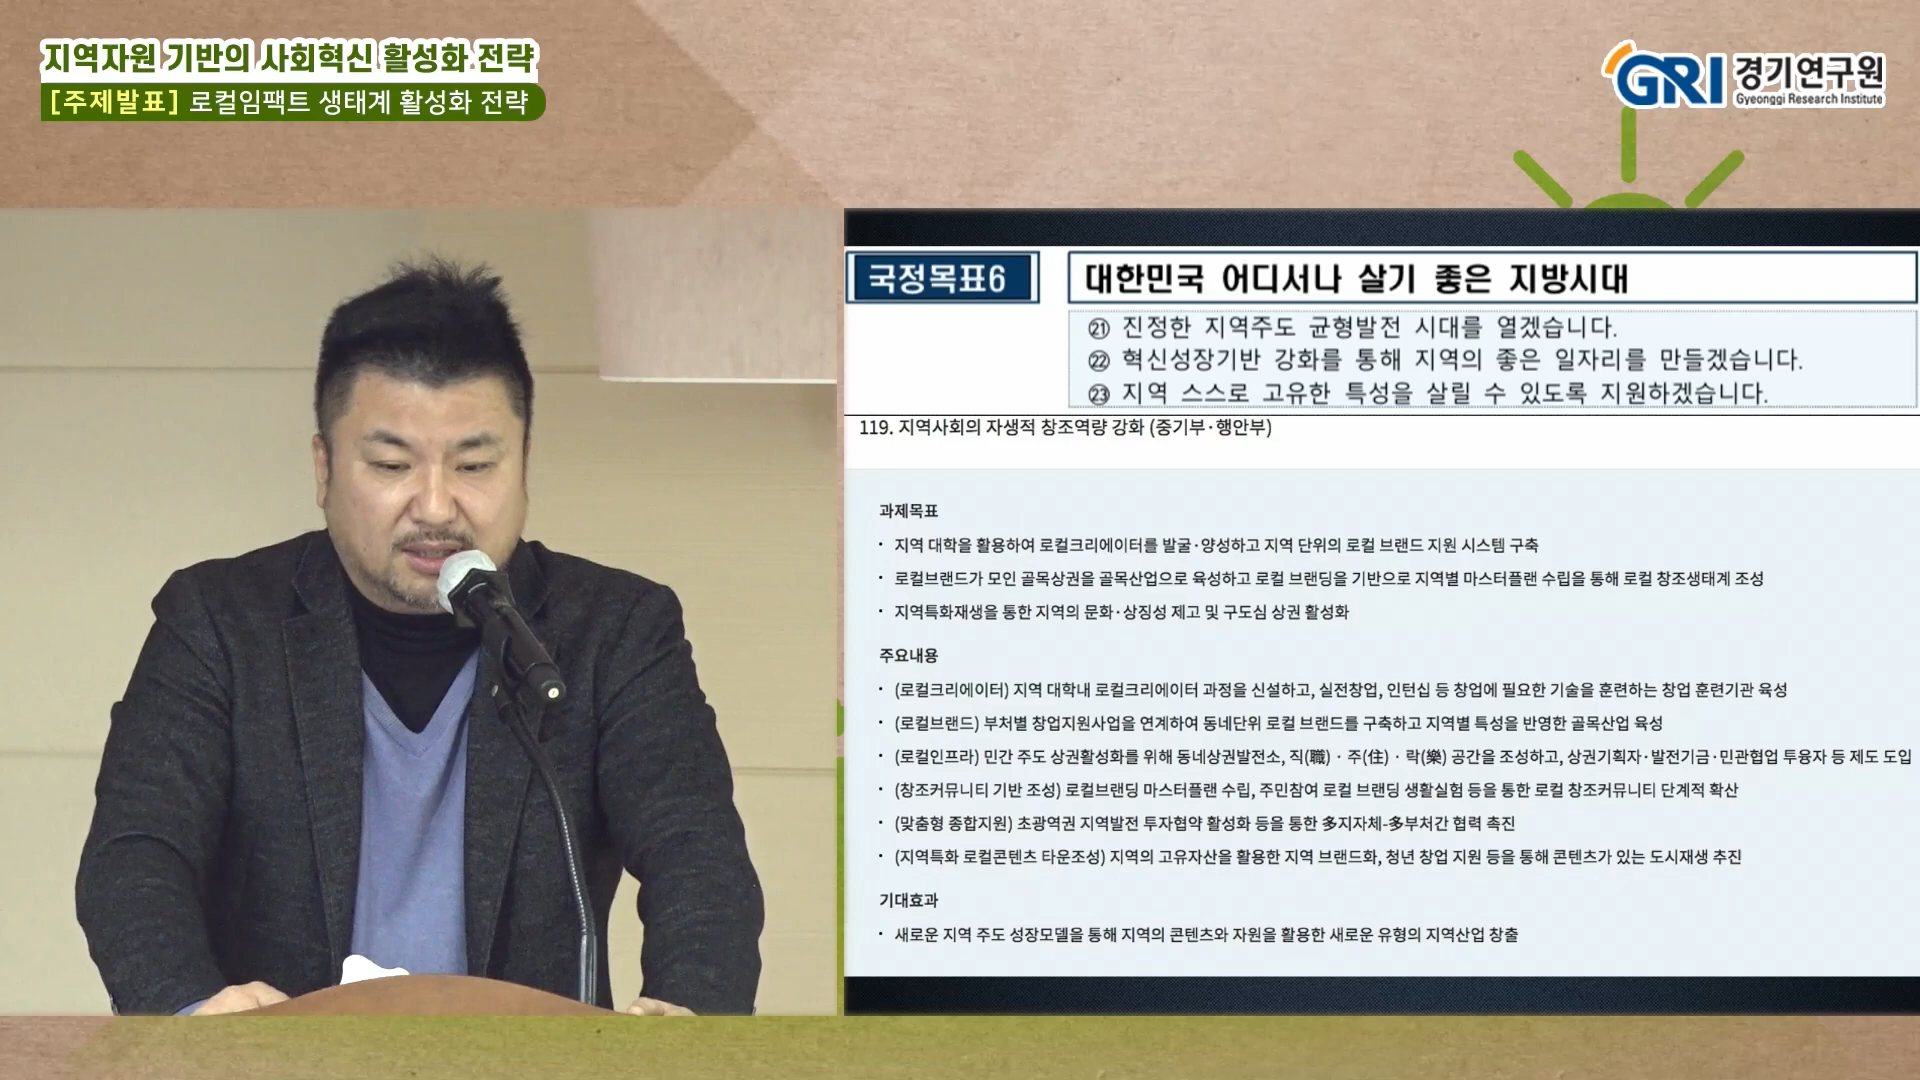 지역자원 기반의 사회혁신 활성화 전략
[주제발표] 로컬임팩트 생태계 활성화 전략
GRI 경기연구원
Gyeonggi Research Institute
국정목표6
대한민국 어디서나 살기 좋은 지방시대
㉑ 진정한 지역주도 균형발전 시대를 열겠습니다.
㉒ 혁신성장기반 강화를 통해 지역의 좋은 일자리를 만들겠습니다.
㉓ 지역 스스로 고유한 특성을 살릴 수 있도록 지원하겠습니다.
119. 지역사회의 자생적 창조역량 강화 (중기부·행안부)
과제목표
· 지역 대학을 활용하여 로컬크리에이터를 발굴·양성하고 지역 단위의 로컬 브랜드 지원 시스템 구축
· 로컬브랜드가 모인 골목상권을 골목산업으로 육성하고 로컬 브랜딩을 기반으로 지역별 마스터플랜 수립을 통해 로컬 창조생태계 조성
· 지역특화재생을 통한 지역의 문화·상징성 제고 및 구도심 상권 활성화
주요내용
· (로컬크리에이터) 지역 대학내 로컬크리에이터 과정을 신설하고, 실전창업, 인턴십 등 창업에 필요한 기술을 훈련하는 창업 훈련기관 육성
· (로컬브랜드) 부처별 창업지원사업을 연계하여 동네단위 로컬 브랜드를 구축하고 지역별 특성을 반영한 골목산업 육성
· (로컬인프라) 민간 주도 상권활성화를 위해 동네상권발전소, 직(職)·주(住)·락(樂) 공간을 조성하고, 상권기획자·발전기금·민관협업 투융자 등 제도 도입
· (창조커뮤니티 기반 조성) 로컬브랜딩 마스터플랜 수립, 주민참여 로컬 브랜딩 생활실험 등을 통한 로컬 창조커뮤니티 단계적 확산
· (맞춤형 종합지원) 초광역권 지역발전 투자협약 활성화 등을 통한 多지자체-多부처간 협력 촉진
· (지역특화 로컬콘텐츠 타운조성) 지역의 고유자산을 활용한 지역 브랜드화, 청년 창업 지원 등을 통해 콘텐츠가 있는 도시재생 추진
기대효과
· 새로운 지역 주도 성장모델을 통해 지역의 콘텐츠와 자원을 활용한 새로운 유형의 지역산업 창출